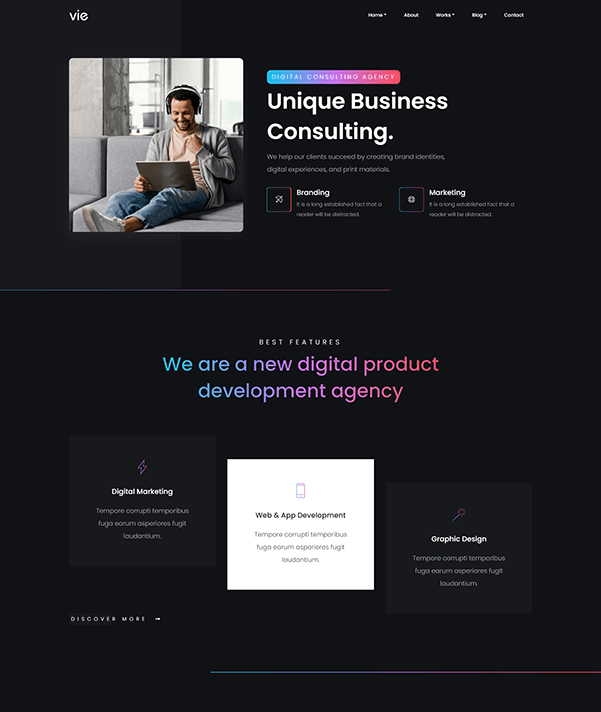 vie
Home
About
Works
Blog
Contact
DIGITAL CONSULTING AGENCY
Unique Business
Consulting.
We help our clients succeed by creating brand identities,
digital experiences, and print materials.
Branding
It is a long established fact that a
reader will be distracted.
Marketing
It is a long established fact that a
reader will be distracted.
BEST FEATURES
We are a new digital product
development agency
Digital Marketing
Tempore corrupti temporibus
fuga earum asperiores fugit
laudantium.
Web & App Development
Tempore corrupti temporibus
fuga earum asperiores fugit
laudantium.
Graphic Design
Tempore corrupti temporibus
fuga earum asperiores fugit
laudantium.
DISCOVER MORE